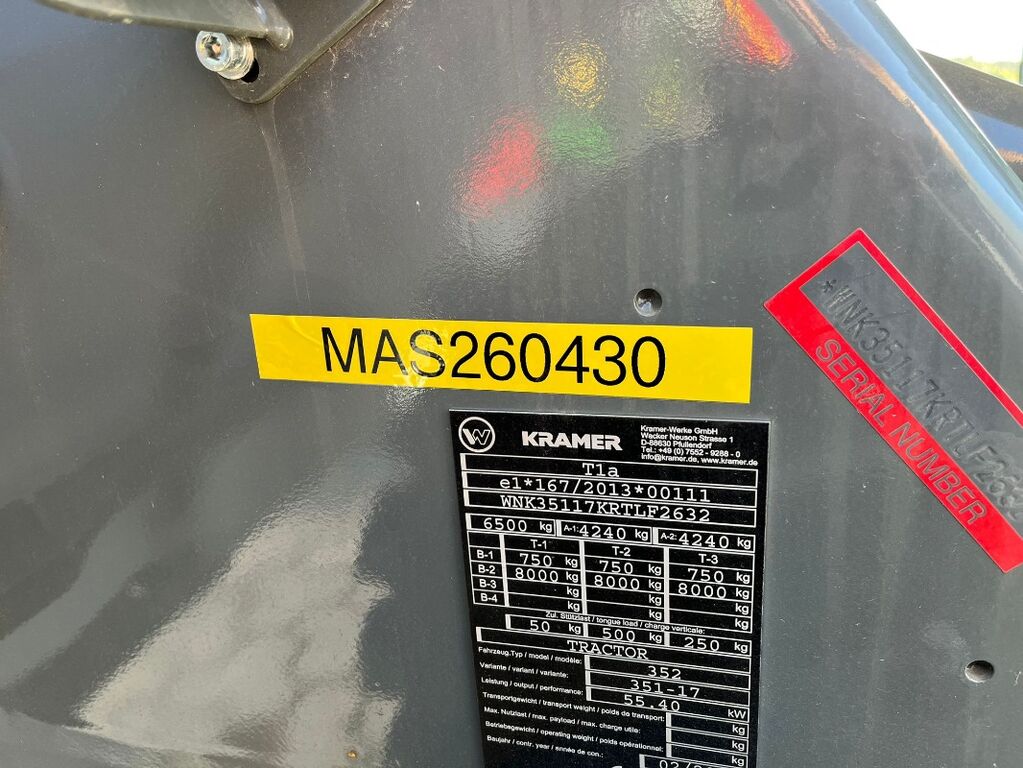 MAS260430
*WNK35117KRTLF2632
SERIAL NUMBER
W KRAMER
Kramer-Werke GmbH
Wacker Neuson Strasse 1
D-88630 Pfullendorf
Tel.: +49 (0) 7552 - 9288 - 0
info@kramer.de, www.kramer.de
T1a
e1*167/2013*00111
WNK35117KRTLF2632
6500 kg A-1: 4240 kg A-2: 4240 kg
T-1 T-2 T-3
B-1 750 kg 750 kg 750 kg
B-2 8000 kg 8000 kg 8000 kg
B-3 kg kg kg
B-4 kg kg kg
Zul. Stützlast / tongue load / charge verticale:
50 kg 500 kg 250 kg
TRACTOR
Fahrzeug.Typ / model / modèle: 352
Variante / variant / variante: 351-17
Leistung / output / performance: 55.40 kW
Transportgewicht / transport weight / poids de transport: kg
Max. Nutzlast / max. payload / max. charge utile: kg
Betriebsgewicht / operating weight / poids opérationnel: kg
Baujahr / contr. year / année de con.: 02/